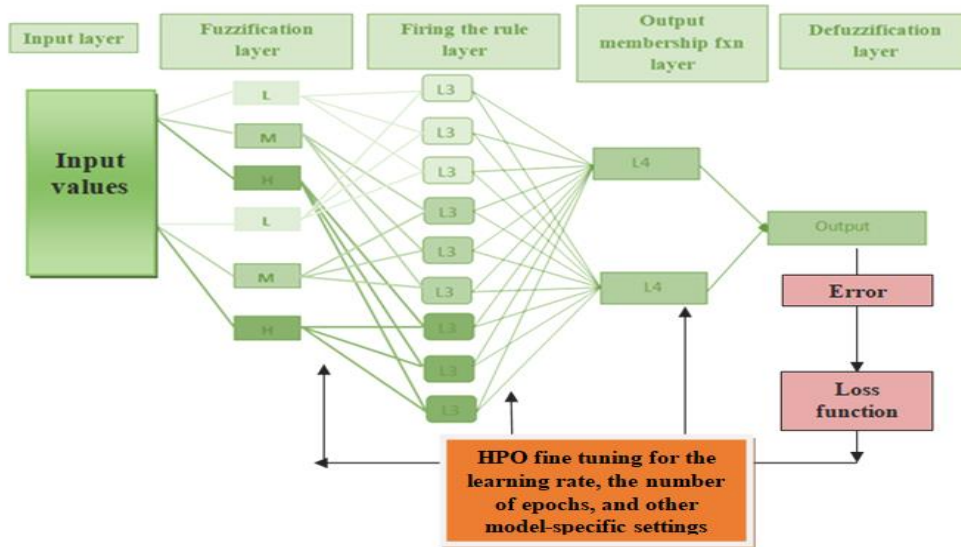 Input layer
Fuzzification
layer
Firing the rule
layer
Output
membership fxn
layer
Defuzzification
layer
Input
values
L
M
H
L
M
H
L3
L3
L3
L3
L3
L3
L3
L3
L3
L4
L4
Output
Error
Loss
function
HPO fine tuning for the
learning rate, the number
of epochs, and other
model-specific settings